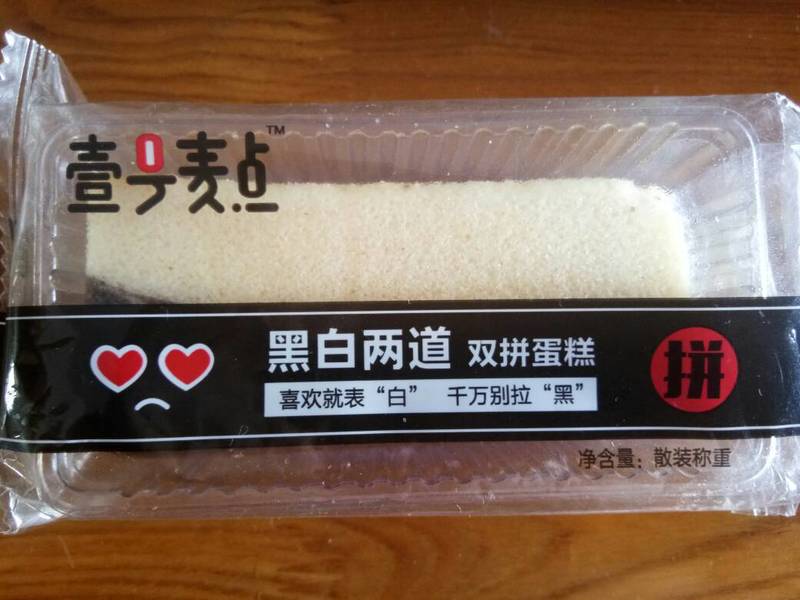 壹号麦点™
黑白两道 双拼蛋糕
喜欢就表“白” 千万别拉“黑”
拼
净含量：散装称重